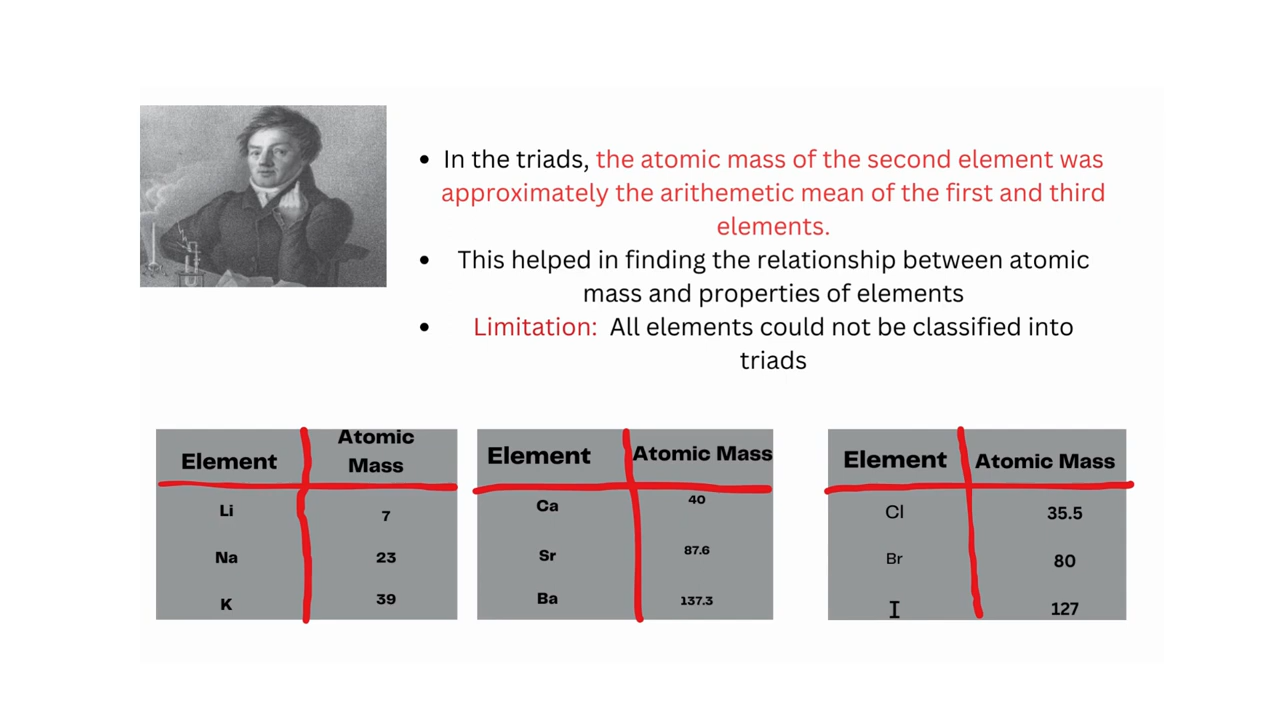 • In the triads, the atomic mass of the second element was
approximately the arithemetic mean of the first and third
elements.
• This helped in finding the relationship between atomic
mass and properties of elements
• Limitation: All elements could not be classified into
triads
Element Atomic Mass
Li 7
Na 23
K 39
Element Atomic Mass
Ca 40
Sr 87.6
Ba 137.3
Element Atomic Mass
Cl 35.5
Br 80
I 127